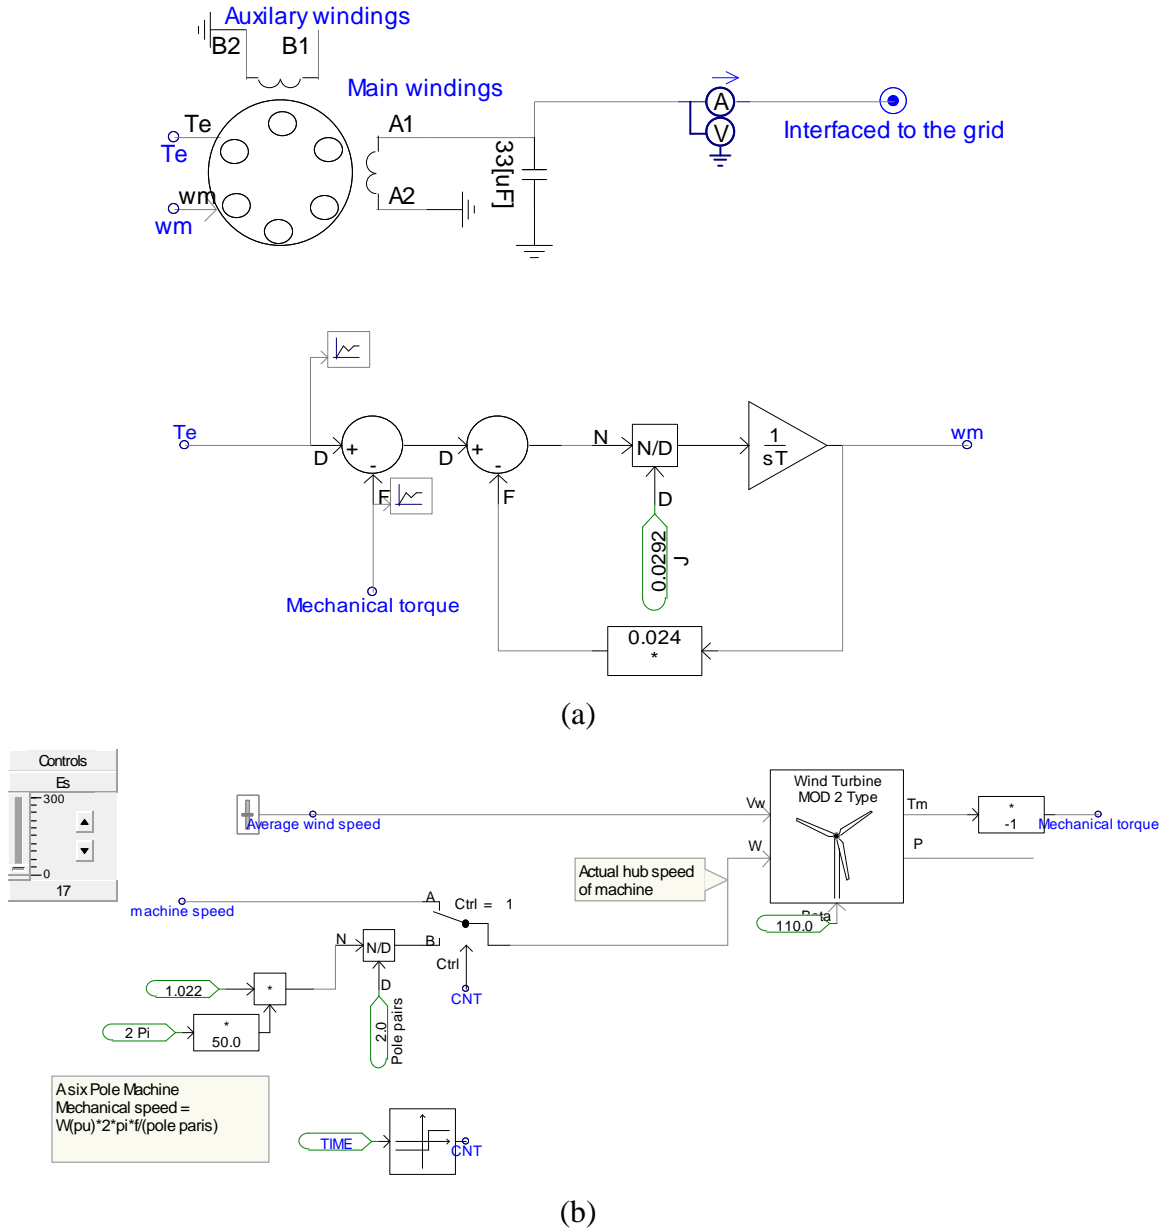 Auxilary windings
B2
B1
Main windings
Te
Te
wm
wm
A1
A2
33[uF]
A
V
Interfaced to the grid
Te
D
+
-
F
D
+
-
F
N
N/D
D
0.0292
J
1
sT
wm
Mechanical torque
0.024
*
(a)
Controls
Es
300
0
17
Average wind speed
Vw
W
Wind Turbine
MOD 2 Type
Tm
P
Beta
110.0
*
-1
Mechanical torque
Actual hub speed
of machine
machine speed
A
Ctrl = 1
B
Ctrl
CNT
N
N/D
D
2.0
Pole pairs
1.022
*
2 Pi
*
50.0
A six Pole Machine
Mechanical speed =
W(pu)*2*pi*f/(pole paris)
TIME
CNT
(b)